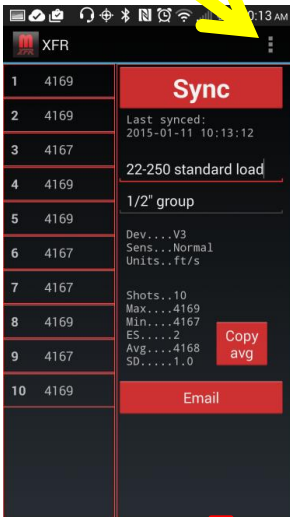 0:13 AM
XFR
1 4169
2 4169
3 4167
4 4169
5 4169
6 4167
7 4167
8 4169
9 4167
10 4169
Sync
Last synced:
2015-01-11 10:13:12
22-250 standard load
1/2" group
Dev....V3
Sens...Normal
Units..ft/s
Shots..10
Max....4169
Min....4167
ES.....2
Avg....4168
SD.....1.0
Copy
avg
Email